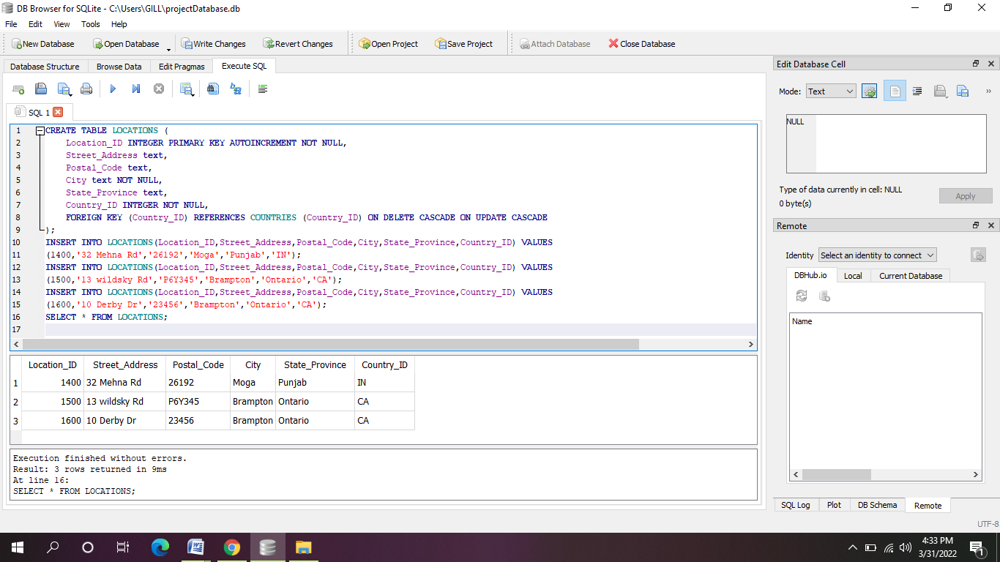 DB Browser for SQLite - C:\Users\GILL\projectDatabase.db
File Edit View Tools Help
New Database Open Database Write Changes Revert Changes Open Project Save Project Attach Database Close Database
Database Structure Browse Data Edit Pragmas Execute SQL
SQL 1
1 CREATE TABLE LOCATIONS (
2 Location_ID INTEGER PRIMARY KEY AUTOINCREMENT NOT NULL,
3 Street_Address text,
4 Postal_Code text,
5 City text NOT NULL,
6 State_Province text,
7 Country_ID INTEGER NOT NULL,
8 FOREIGN KEY (Country_ID) REFERENCES COUNTRIES (Country_ID) ON DELETE CASCADE ON UPDATE CASCADE
9 );
10 INSERT INTO LOCATIONS(Location_ID,Street_Address,Postal_Code,City,State_Province,Country_ID) VALUES
11 (1400,'32 Mehna Rd','26192','Moga','Punjab','IN');
12 INSERT INTO LOCATIONS(Location_ID,Street_Address,Postal_Code,City,State_Province,Country_ID) VALUES
13 (1500,'13 wildsky Rd','P6Y345','Brampton','Ontario','CA');
14 INSERT INTO LOCATIONS(Location_ID,Street_Address,Postal_Code,City,State_Province,Country_ID) VALUES
15 (1600,'10 Derby Dr','23456','Brampton','Ontario','CA');
16 SELECT * FROM LOCATIONS;
17
Location_ID Street_Address Postal_Code City State_Province Country_ID
1 1400 32 Mehna Rd 26192 Moga Punjab IN
2 1500 13 wildsky Rd P6Y345 Brampton Ontario CA
3 1600 10 Derby Dr 23456 Brampton Ontario CA
Execution finished without errors.
Result: 3 rows returned in 9ms
At line 16:
SELECT * FROM LOCATIONS;
Edit Database Cell
Mode: Text
NULL
Type of data currently in cell: NULL
0 byte(s)
Apply
Remote
Identity Select an identity to connect
DBHub.io Local Current Database
Name
SQL Log Plot DB Schema Remote
UTF-8
4:33 PM
3/31/2022
1